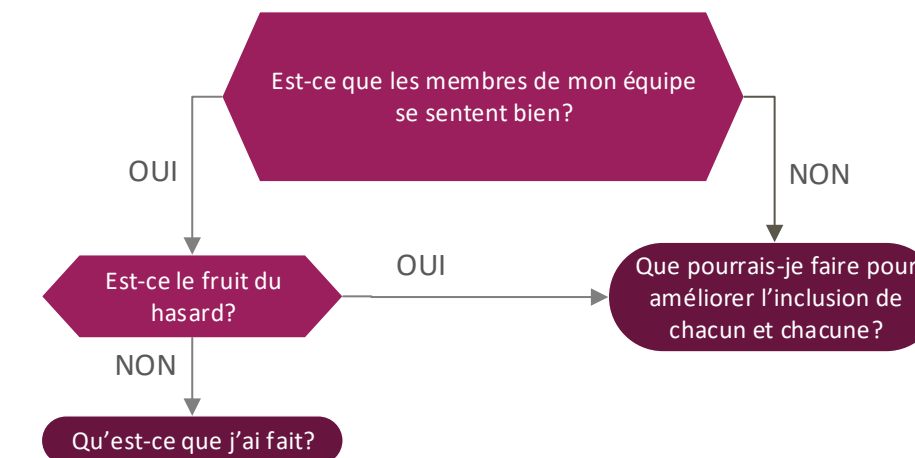 Est-ce que les membres de mon équipe
se sentent bien?
OUI
NON
Est-ce le fruit du
hasard?
OUI
Que pourrais-je faire pour
améliorer l’inclusion de
chacun et chacune?
NON
Qu’est-ce que j’ai fait?